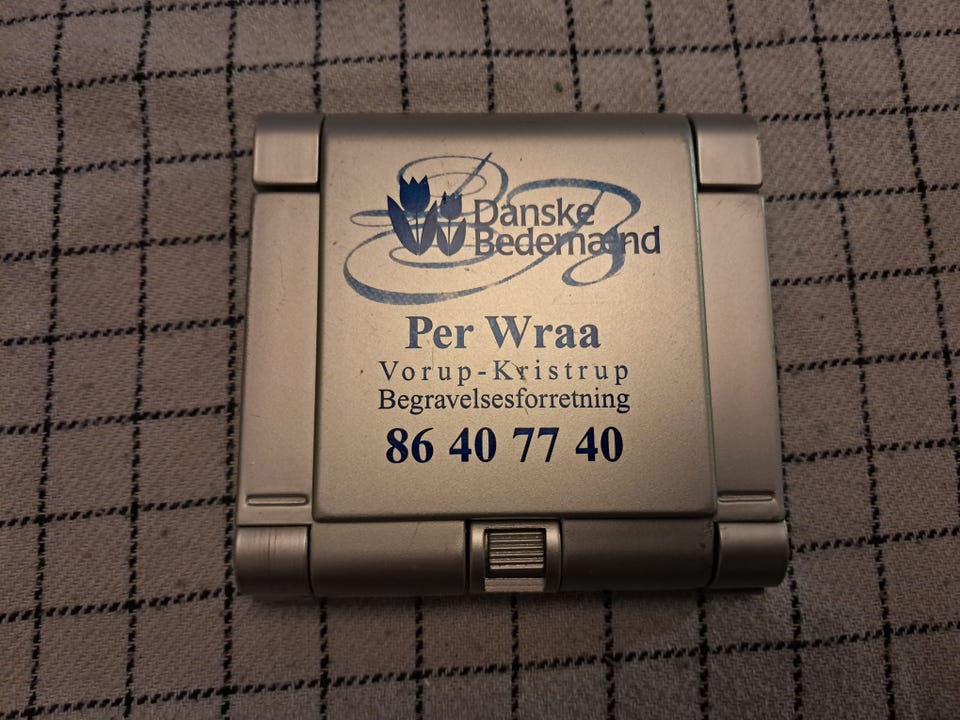 Danske
Bedemænd
Per Wraa
Vorup-Kristrup
Begravelsesforretning
86 40 77 40